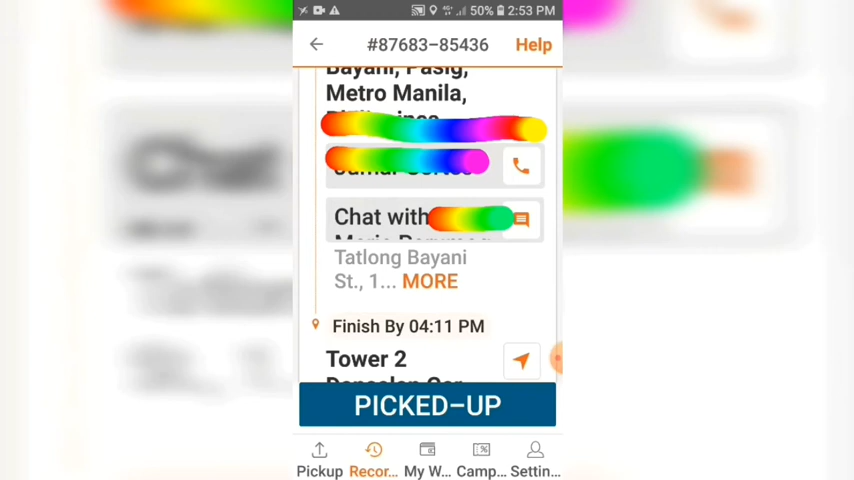 50% 2:53 PM
#87683-85436
Help
Bayani, Pasig,
Metro Manila,
Chat with
Tatlong Bayani
St., 1... MORE
Finish By 04:11 PM
Tower 2
PICKED-UP
Pickup Recor... My W... Camp... Settin...
Chat